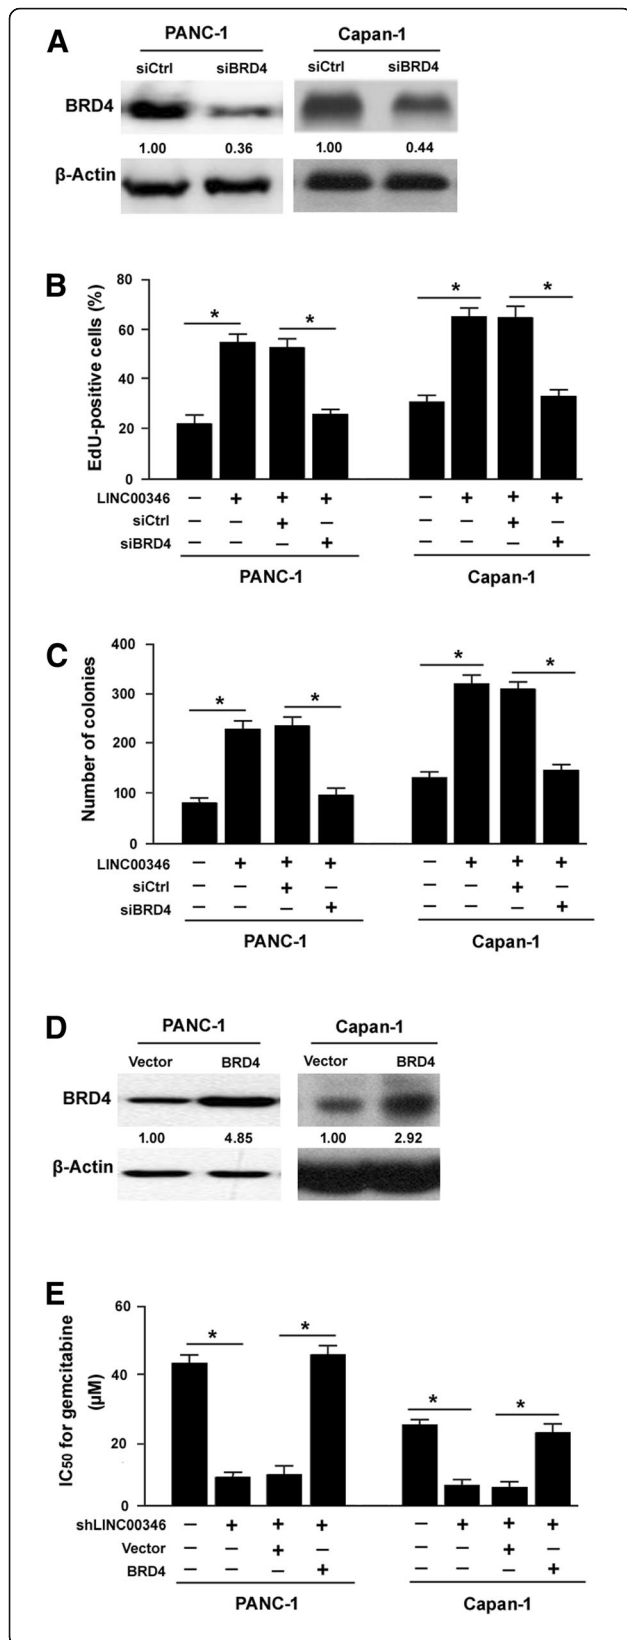 A
PANC-1 Capan-1
siCtrl siBRD4 siCtrl siBRD4
BRD4
1.00 0.36 1.00 0.44
β-Actin
B
EdU-positive cells (%)
80
60
40
20
0
* * * *
LINC00346 – + + + – + + +
siCtrl – – + – – – + –
siBRD4 – – – + – – – +
PANC-1 Capan-1
C
Number of colonies
400
300
200
100
0
* * * *
LINC00346 – + + + – + + +
siCtrl – – + – – – + –
siBRD4 – – – + – – – +
PANC-1 Capan-1
D
PANC-1 Capan-1
Vector BRD4 Vector BRD4
BRD4
1.00 4.85 1.00 2.92
β-Actin
E
IC50 for gemcitabine
(μM)
60
40
20
0
* * * *
shLINC00346 – + + + – + + +
Vector – – + – – – + –
BRD4 – – – + – – – +
PANC-1 Capan-1